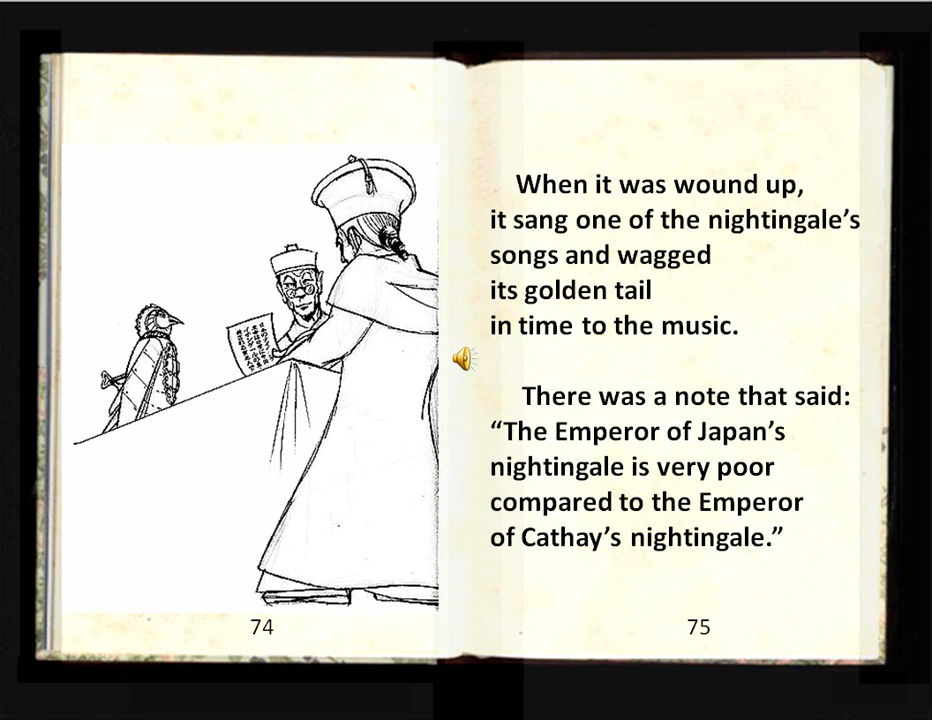 When it was wound up,
it sang one of the nightingale’s
songs and wagged
its golden tail
in time to the music.
There was a note that said:
“The Emperor of Japan’s
nightingale is very poor
compared to the Emperor
of Cathay’s nightingale.”
74
75